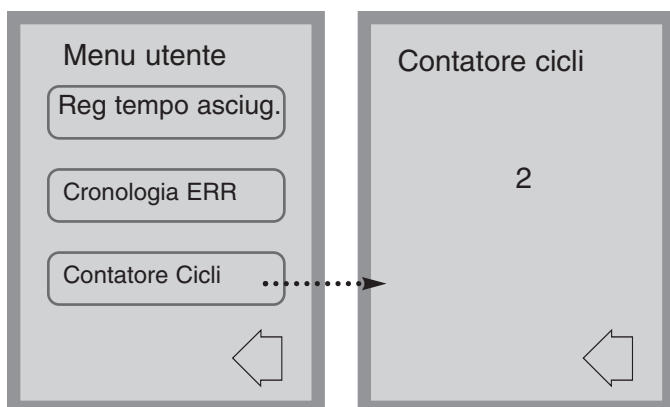 Menu utente
Reg tempo asciug.
Cronologia ERR
Contatore Cicli
Contatore cicli
2